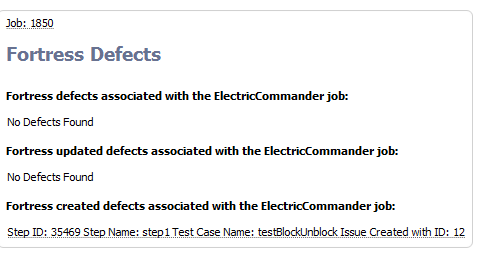 Job: 1850
Fortress Defects
Fortress defects associated with the ElectricCommander job:
No Defects Found
Fortress updated defects associated with the ElectricCommander job:
No Defects Found
Fortress created defects associated with the ElectricCommander job:
Step ID: 35469 Step Name: step1 Test Case Name: testBlockUnblock Issue Created with ID: 12